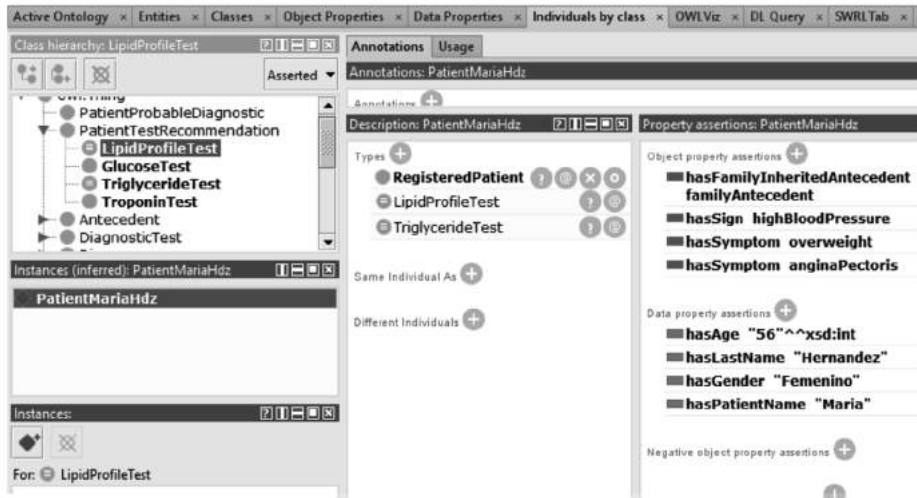 Active Ontology × Entities × Classes × Object Properties × Data Properties × Individuals by class × OWLViz × DL Query × SWRLTab ×
Class hierarchy: LipidProfileTest
Asserted
owl:Thing
PatientProbableDiagnostic
PatientTestRecommendation
LipidProfileTest
GlucoseTest
TriglycerideTest
TroponinTest
Antecedent
DiagnosticTest
Instances (inferred): PatientMariaHdz
PatientMariaHdz
Instances:
For: LipidProfileTest
Annotations Usage
Annotations: PatientMariaHdz
Annotations
Description: PatientMariaHdz
Types
RegisteredPatient
LipidProfileTest
TriglycerideTest
Same Individual As
Different Individuals
Property assertions: PatientMariaHdz
Object property assertions
hasFamilyInheritedAntecedent
familyAntecedent
hasSign highBloodPressure
hasSymptom overweight
hasSymptom anginaPectoris
Data property assertions
hasAge "56"^^xsd:int
hasLastName "Hernandez"
hasGender "Femenino"
hasPatientName "Maria"
Negative object property assertions